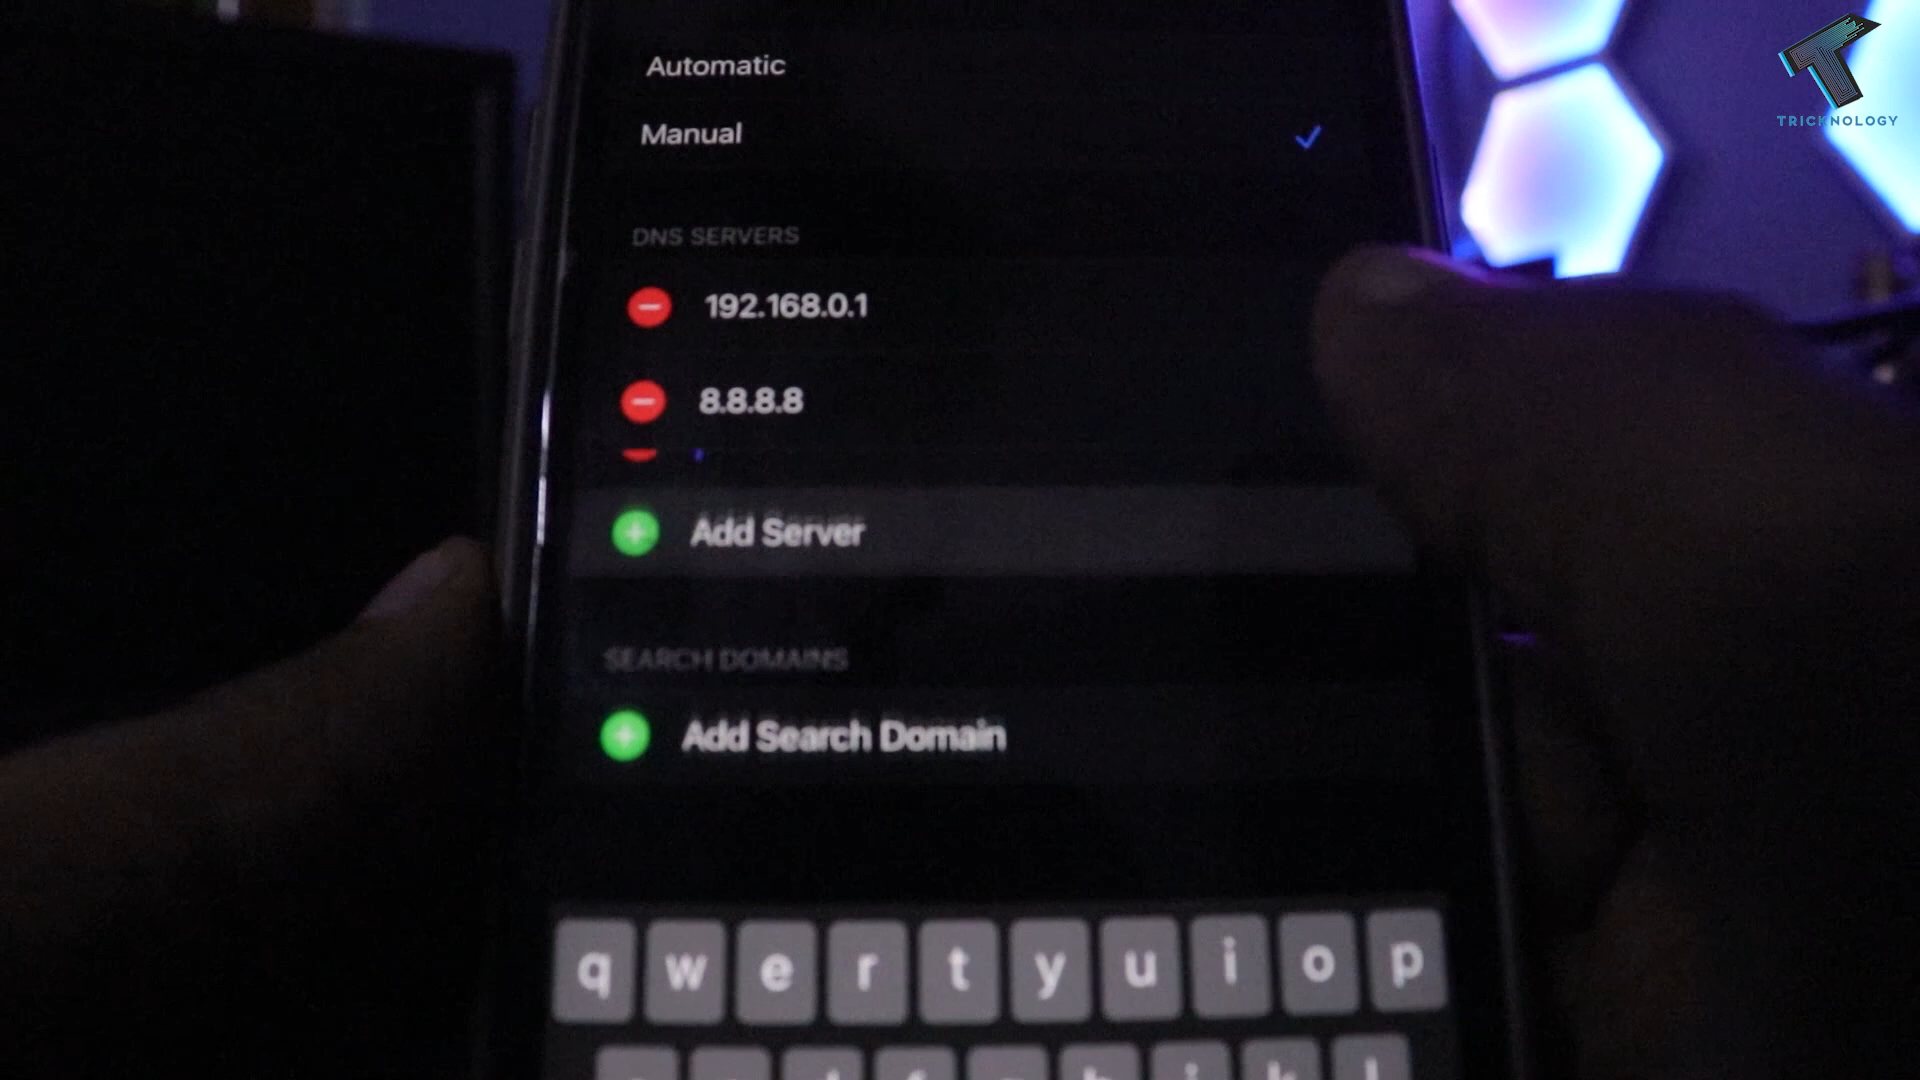 Automatic
Manual
DNS SERVERS
192.168.0.1
8.8.8.8
Add Server
SEARCH DOMAINS
Add Search Domain
q w e r t y u i o p
TRICKNOLOGY